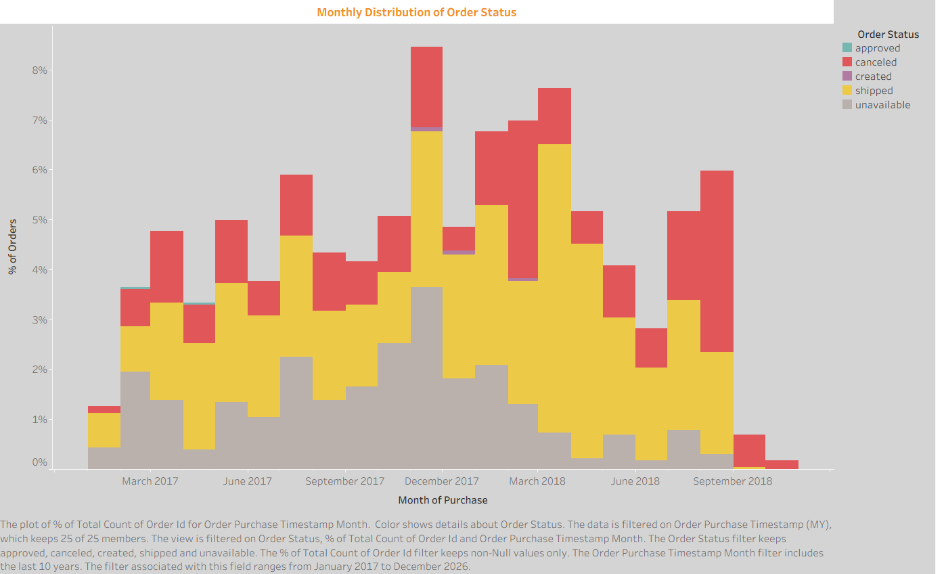 Monthly Distribution of Order Status
Order Status
approved
canceled
created
shipped
unavailable
8%
7%
6%
5%
4%
3%
2%
1%
0%
% of Orders
March 2017
June 2017
September 2017
December 2017
March 2018
June 2018
September 2018
Month of Purchase
The plot of % of Total Count of Order Id for Order Purchase Timestamp Month. Color shows details about Order Status. The data is filtered on Order Purchase Timestamp (MY),
which keeps 25 of 25 members. The view is filtered on Order Status, % of Total Count of Order Id and Order Purchase Timestamp Month. The Order Status filter keeps
approved, canceled, created, shipped and unavailable. The % of Total Count of Order Id filter keeps non-Null values only. The Order Purchase Timestamp Month filter includes
the last 10 years. The filter associated with this field ranges from January 2017 to December 2026.